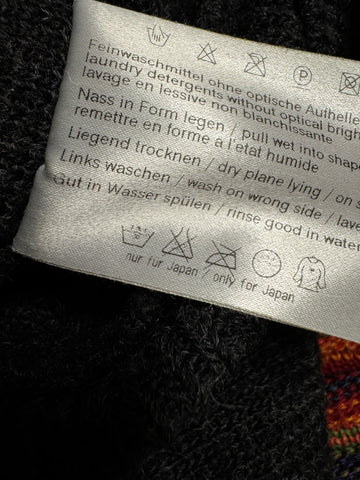 Feinwaschmittel ohne optische Aufhelle
laundry detergents without optical brigh
lavage en lessive non blanchissante
Nass in Form legen / pull wet into shape
remettre en forme a l'etat humide
Liegend trocknen / dry plane lying / on s
Links waschen / wash on wrong side / lave
Gut in Wasser spülen / rinse good in water
nur für Japan / only for Japan